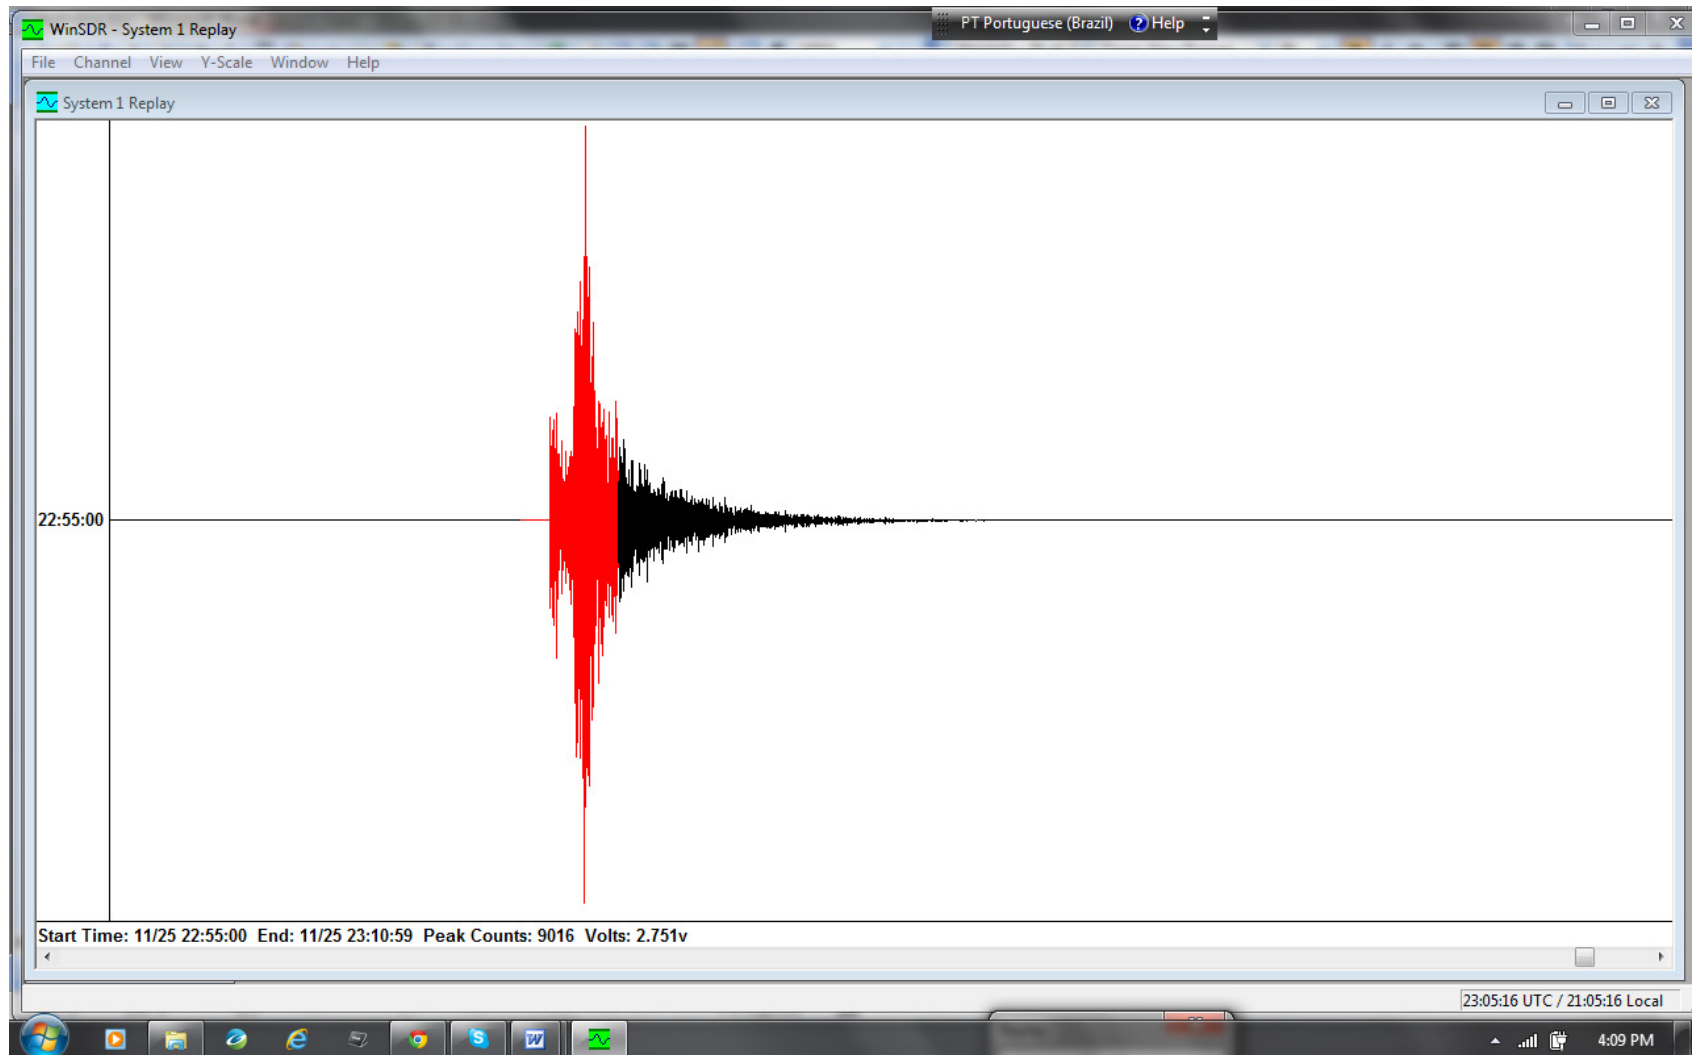 WinSDR - System 1 Replay
PT Portuguese (Brazil) Help
File Channel View Y-Scale Window Help
System 1 Replay
22:55:00
Start Time: 11/25 22:55:00 End: 11/25 23:10:59 Peak Counts: 9016 Volts: 2.751v
23:05:16 UTC / 21:05:16 Local
4:09 PM